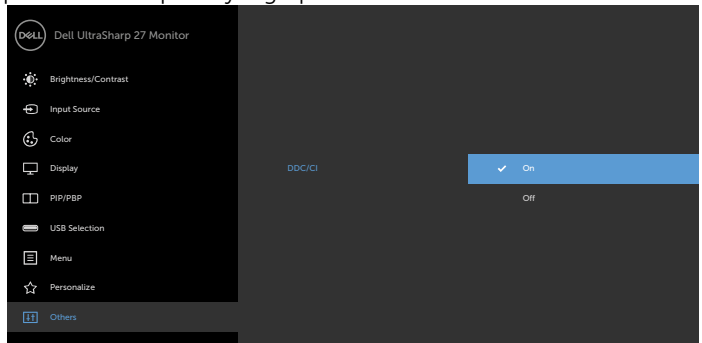 DELL
Dell UltraSharp 27 Monitor
Brightness/Contrast
Input Source
Color
Display
DDC/CI
On
PIP/PBP
Off
USB Selection
Menu
Personalize
Others